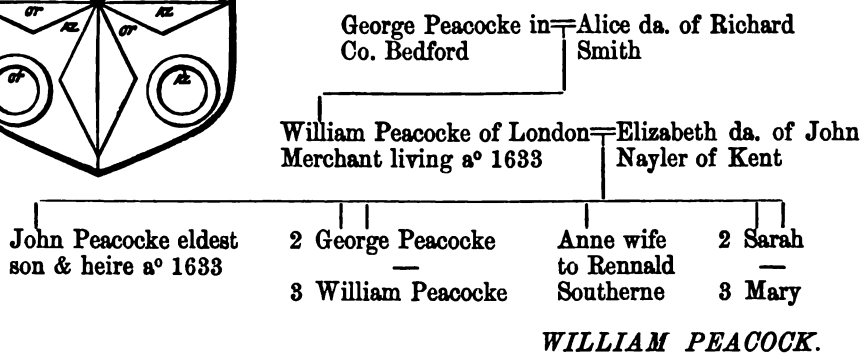 or
az
or
az
or
az
George Peacocke in=Alice da. of Richard
Co. Bedford Smith
William Peacocke of London=Elizabeth da. of John
Merchant living aº 1633 Nayler of Kent
John Peacocke eldest
son & heire aº 1633
2 George Peacocke
—
3 William Peacocke
Anne wife
to Rennald
Southerne
2 Sarah
—
3 Mary
WILLIAM PEACOCK.